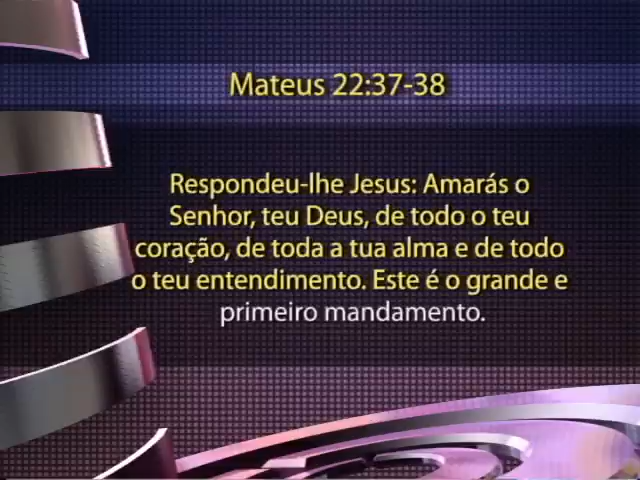 Mateus 22:37-38
Respondeu-lhe Jesus: Amarás o
Senhor, teu Deus, de todo o teu
coração, de toda a tua alma e de todo
o teu entendimento. Este é o grande e
primeiro mandamento.